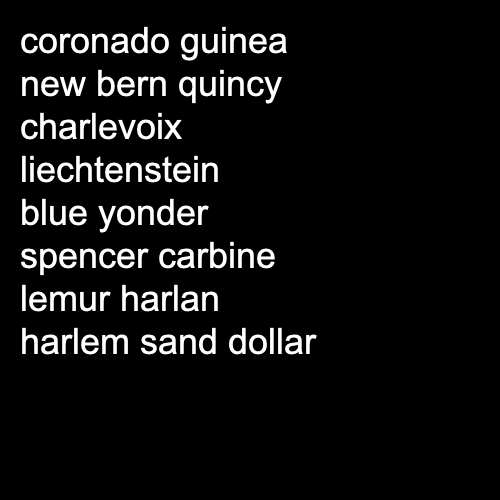 coronado guinea
new bern quincy
charlevoix
liechtenstein
blue yonder
spencer carbine
lemur harlan
harlem sand dollar